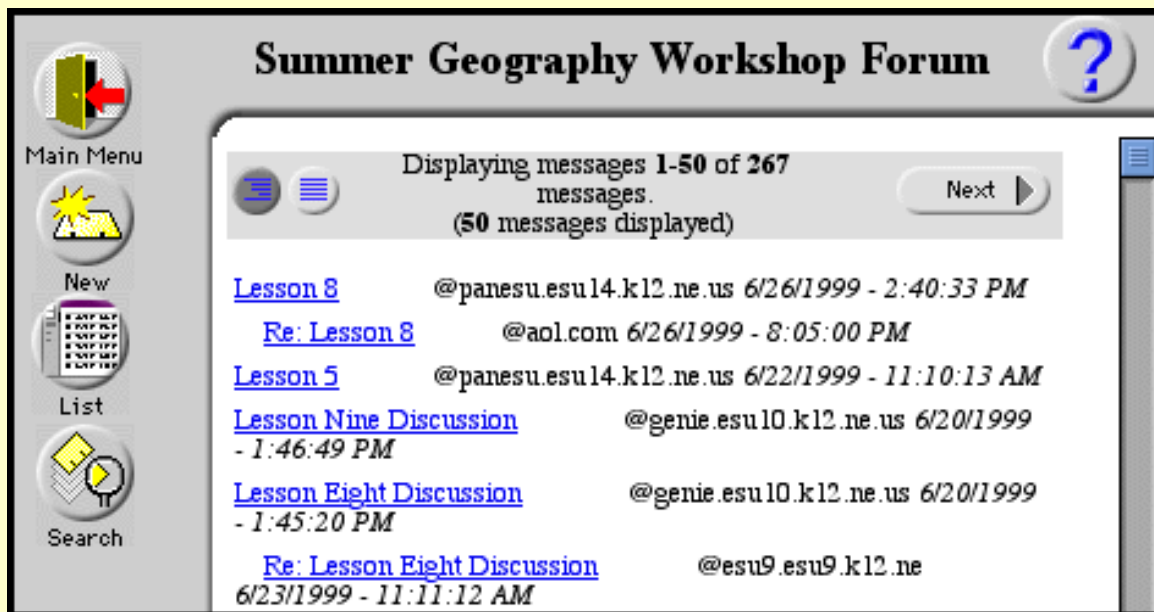 Summer Geography Workshop Forum
?
Main Menu
New
List
Search
Displaying messages 1-50 of 267
messages.
(50 messages displayed)
Next
Lesson 8 @panesu.esu14.k12.ne.us 6/26/1999 - 2:40:33 PM
Re: Lesson 8 @aol.com 6/26/1999 - 8:05:00 PM
Lesson 5 @panesu.esu14.k12.ne.us 6/22/1999 - 11:10:13 AM
Lesson Nine Discussion @genie.esu10.k12.ne.us 6/20/1999
- 1:46:49 PM
Lesson Eight Discussion @genie.esu10.k12.ne.us 6/20/1999
- 1:45:20 PM
Re: Lesson Eight Discussion @esu9.esu9.k12.ne
6/23/1999 - 11:11:12 AM